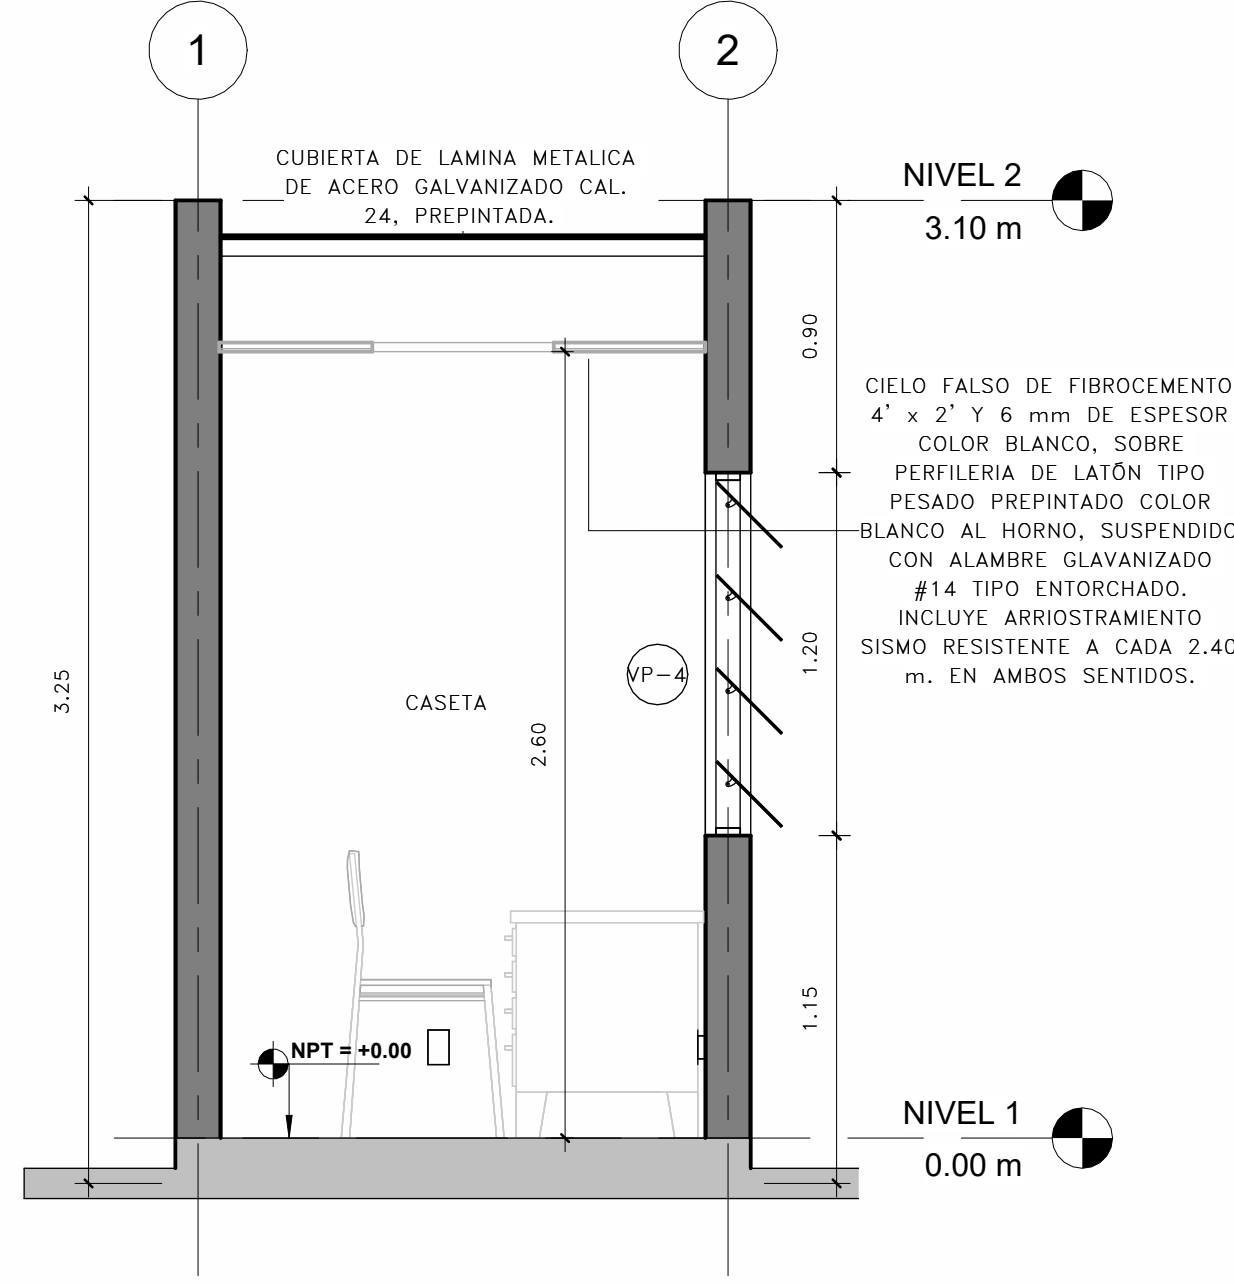 1
2
CUBIERTA DE LAMINA METALICA
DE ACERO GALVANIZADO CAL.
24, PREPINTADA.
NIVEL 2
3.10 m
0.90
CIELO FALSO DE FIBROCEMENTO
4' x 2' Y 6 mm DE ESPESOR
COLOR BLANCO, SOBRE
PERFILERIA DE LATÓN TIPO
PESADO PREPINTADO COLOR
BLANCO AL HORNO, SUSPENDIDO
CON ALAMBRE GLAVANIZADO
#14 TIPO ENTORCHADO.
INCLUYE ARRIOSTRAMIENTO
SISMO RESISTENTE A CADA 2.40
m. EN AMBOS SENTIDOS.
1.20
3.25
VP-4
CASETA
2.60
1.15
NPT = +0.00
NIVEL 1
0.00 m